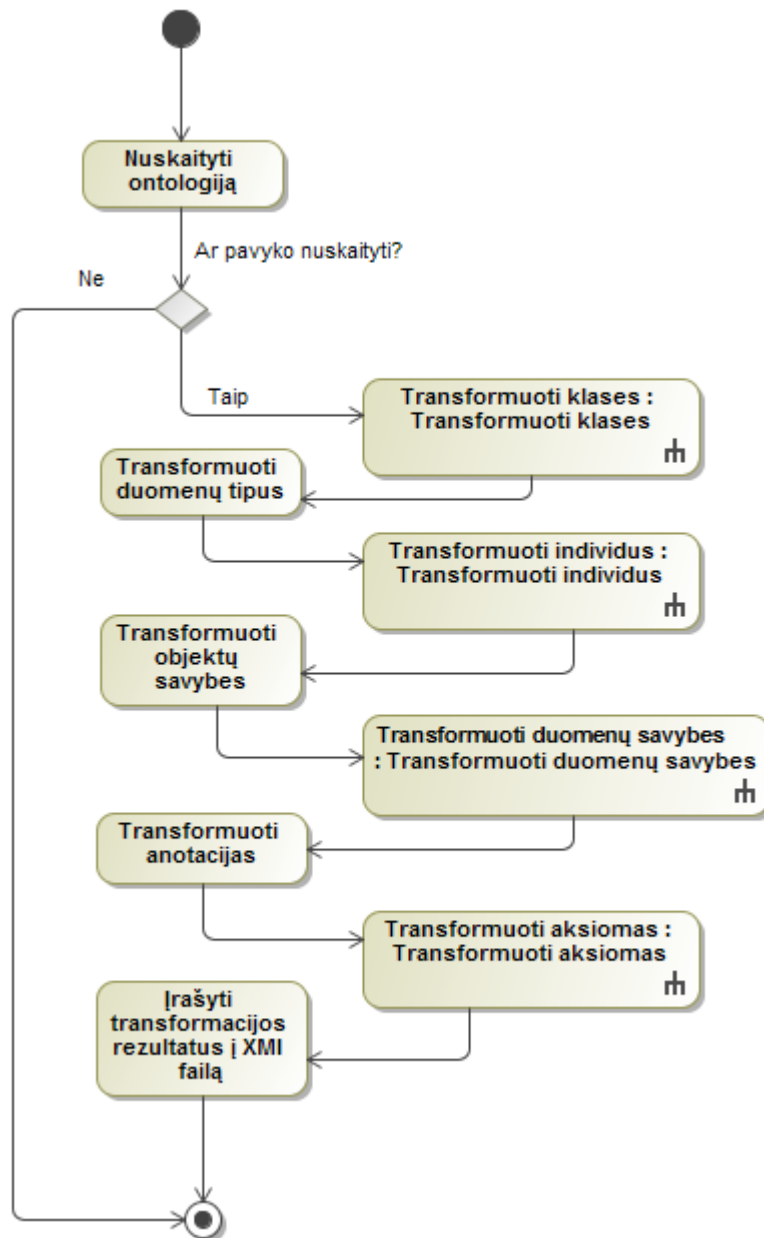 Nuskaityti
ontologiją
Ar pavyko nuskaityti?
Ne
Taip
Transformuoti klases :
Transformuoti klases
Transformuoti
duomenų tipus
Transformuoti individus :
Transformuoti individus
Transformuoti
objektų
savybes
Transformuoti duomenų savybes
: Transformuoti duomenų savybes
Transformuoti
anotacijas
Transformuoti aksiomas :
Transformuoti aksiomas
Įrašyti
transformacijos
rezultatus į XMI
failą